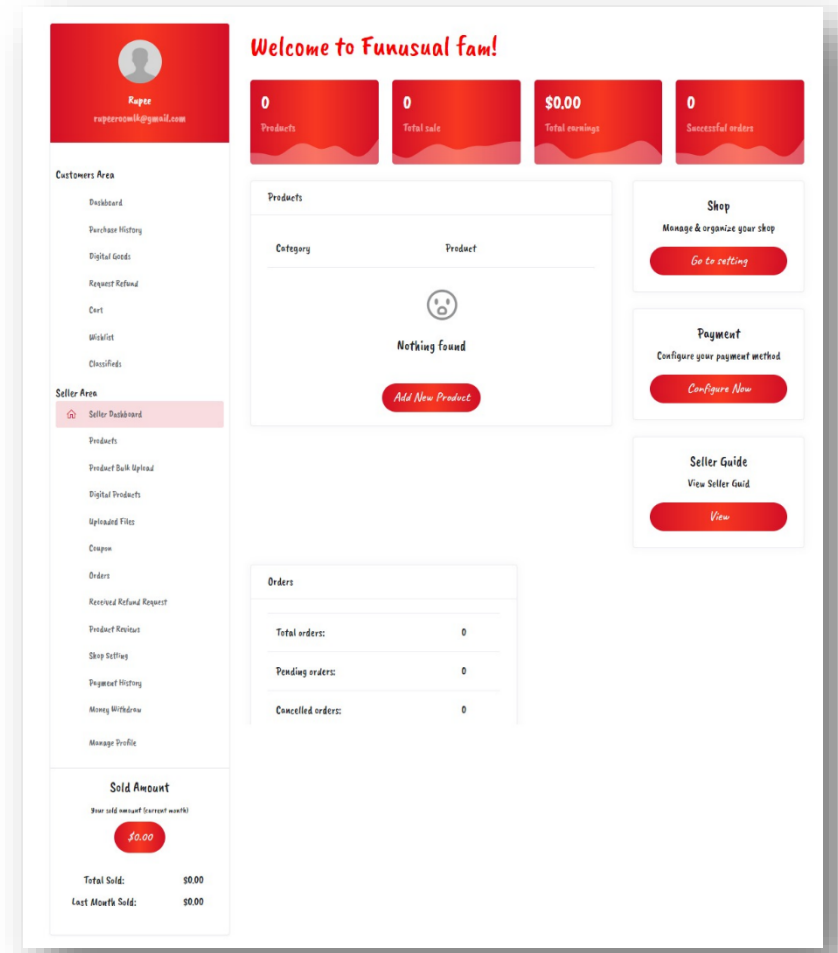 Rupee
Customers Area
Dashboard
Purchase History
Digital Goods
Request Refund
Cart
Wishlist
Classifieds
Seller Area
Seller Dashboard
Products
Product Bulk Upload
Digital Products
Uploaded Files
Coupon
Orders
Received Refund Request
Product Reviews
Shop Setting
Payment History
Money Withdraw
Manage Profile
Sold Amount
Your sold amount (current month)
$0.00
Total Sold: $0.00
Last Month Sold: $0.00
Welcome to Funusual fam!
0
Products
0
Total sale
$0.00
Total earnings
0
Successful orders
Products
Category Product
Nothing found
Add New Product
Orders
Total orders: 0
Pending orders: 0
Cancelled orders: 0
Shop
Manage & organize your shop
Go to setting
Payment
Configure your payment method
Configure Now
Seller Guide
View Seller Guid
View